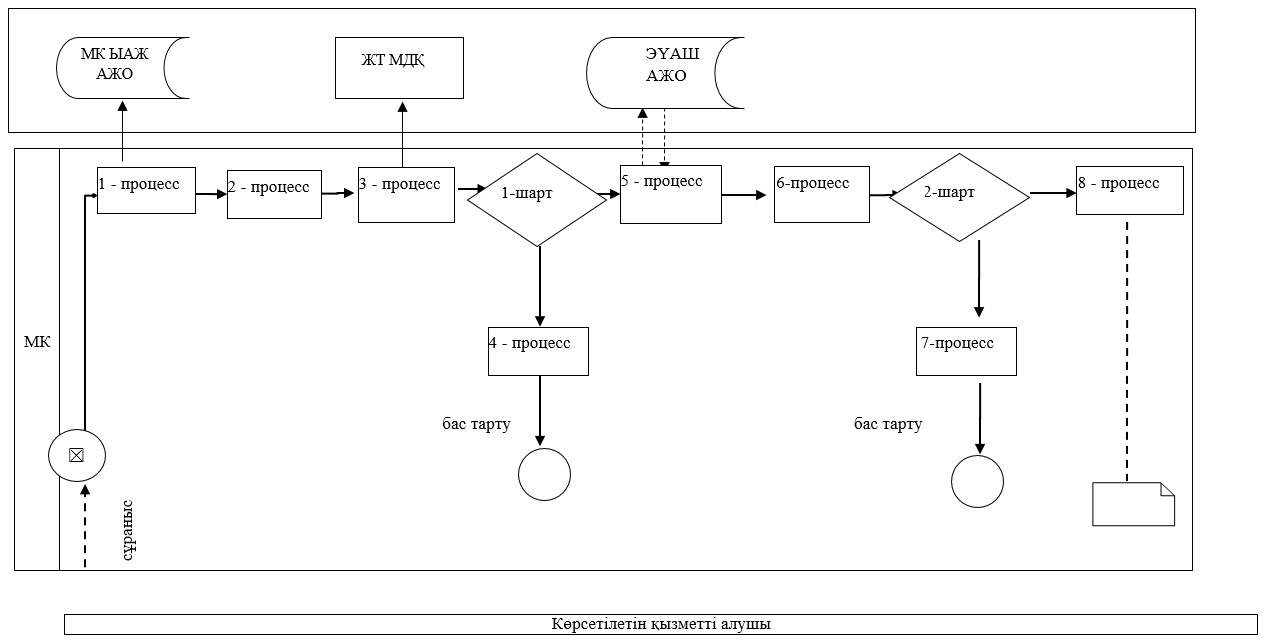 МК ЫАЖ
АЖО
ЖТ МДҚ
ЭҮАШ
АЖО
1 - процесс
2 - процесс
3 - процесс
1-шарт
5 - процесс
6-процесс
2-шарт
8 - процесс
МК
4 - процесс
7-процесс
бас тарту
бас тарту
сұраныс
Көрсетілетін қызметті алушы